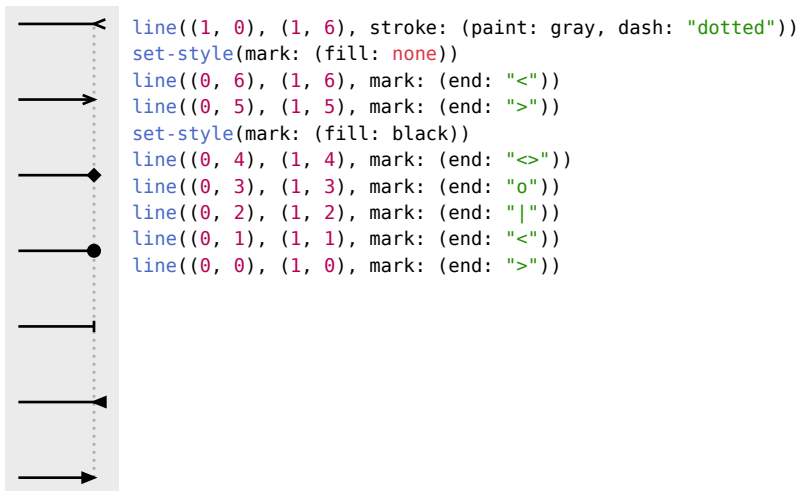 line((1, 0), (1, 6), stroke: (paint: gray, dash: "dotted"))
set-style(mark: (fill: none))
line((0, 6), (1, 6), mark: (end: "<"))
line((0, 5), (1, 5), mark: (end: ">"))
set-style(mark: (fill: black))
line((0, 4), (1, 4), mark: (end: "<>"))
line((0, 3), (1, 3), mark: (end: "o"))
line((0, 2), (1, 2), mark: (end: "|"))
line((0, 1), (1, 1), mark: (end: "<"))
line((0, 0), (1, 0), mark: (end: ">"))